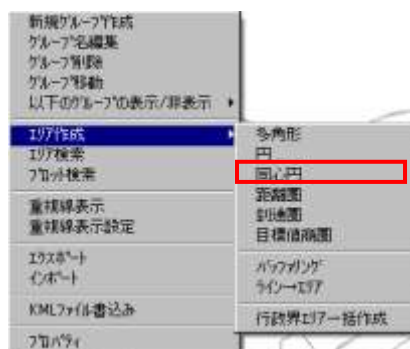 新規ｸﾞﾙｰﾌﾟ作成
ｸﾞﾙｰﾌﾟ名編集
ｸﾞﾙｰﾌﾟ削除
ｸﾞﾙｰﾌﾟ移動
以下のｸﾞﾙｰﾌﾟの表示/非表示
ｴﾘｱ作成
ｴﾘｱ検索
ﾌﾟﾛｯﾄ検索
重複線表示
重複線表示設定
ｴｸｽﾎﾟｰﾄ
ｲﾝﾎﾟｰﾄ
KMLﾌｧｲﾙ書込み
ﾌﾟﾛﾊﾟﾃｨ
多角形
円
同心円
距離圏
到達圏
目標値商圏
ﾊﾞｯﾌｧﾘﾝｸﾞ
ﾗｲﾝ→ｴﾘｱ
行政界ｴﾘｱ一括作成